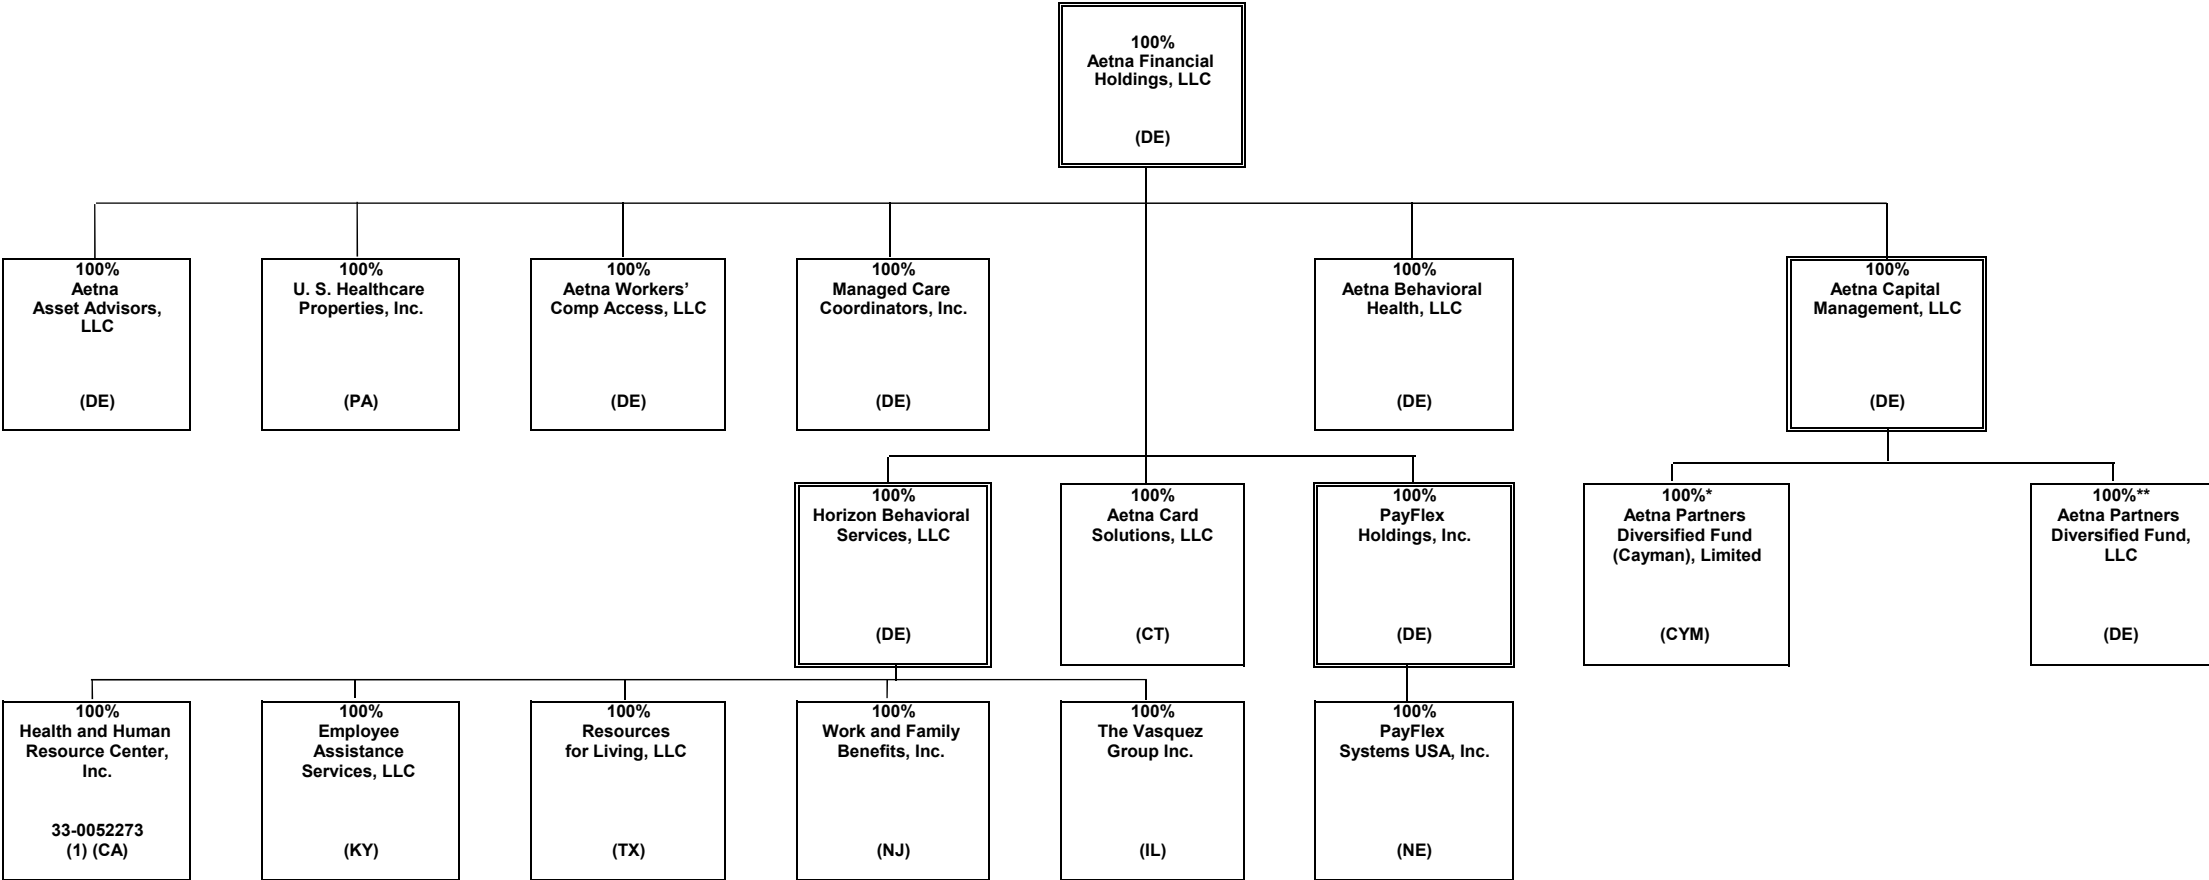 100%
Aetna Financial
Holdings, LLC
(DE)
100%
Aetna
Asset Advisors,
LLC
(DE)
100%
U. S. Healthcare
Properties, Inc.
(PA)
100%
Aetna Workers’
Comp Access, LLC
(DE)
100%
Managed Care
Coordinators, Inc.
(DE)
100%
Aetna Behavioral
Health, LLC
(DE)
100%
Aetna Capital
Management, LLC
(DE)
100%
Horizon Behavioral
Services, LLC
(DE)
100%
Aetna Card
Solutions, LLC
(CT)
100%
PayFlex
Holdings, Inc.
(DE)
100%*
Aetna Partners
Diversified Fund
(Cayman), Limited
(CYM)
100%**
Aetna Partners
Diversified Fund,
LLC
(DE)
100%
Health and Human
Resource Center,
Inc.
33-0052273
(1) (CA)
100%
Employee
Assistance
Services, LLC
(KY)
100%
Resources
for Living, LLC
(TX)
100%
Work and Family
Benefits, Inc.
(NJ)
100%
The Vasquez
Group Inc.
(IL)
100%
PayFlex
Systems USA, Inc.
(NE)